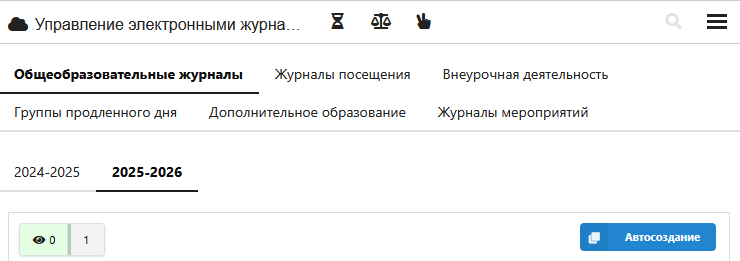 Управление электронными журна...
Общеобразовательные журналы Журналы посещения Внеурочная деятельность
Группы продленного дня Дополнительное образование Журналы мероприятий
2024-2025 2025-2026
0 1 Автосоздание